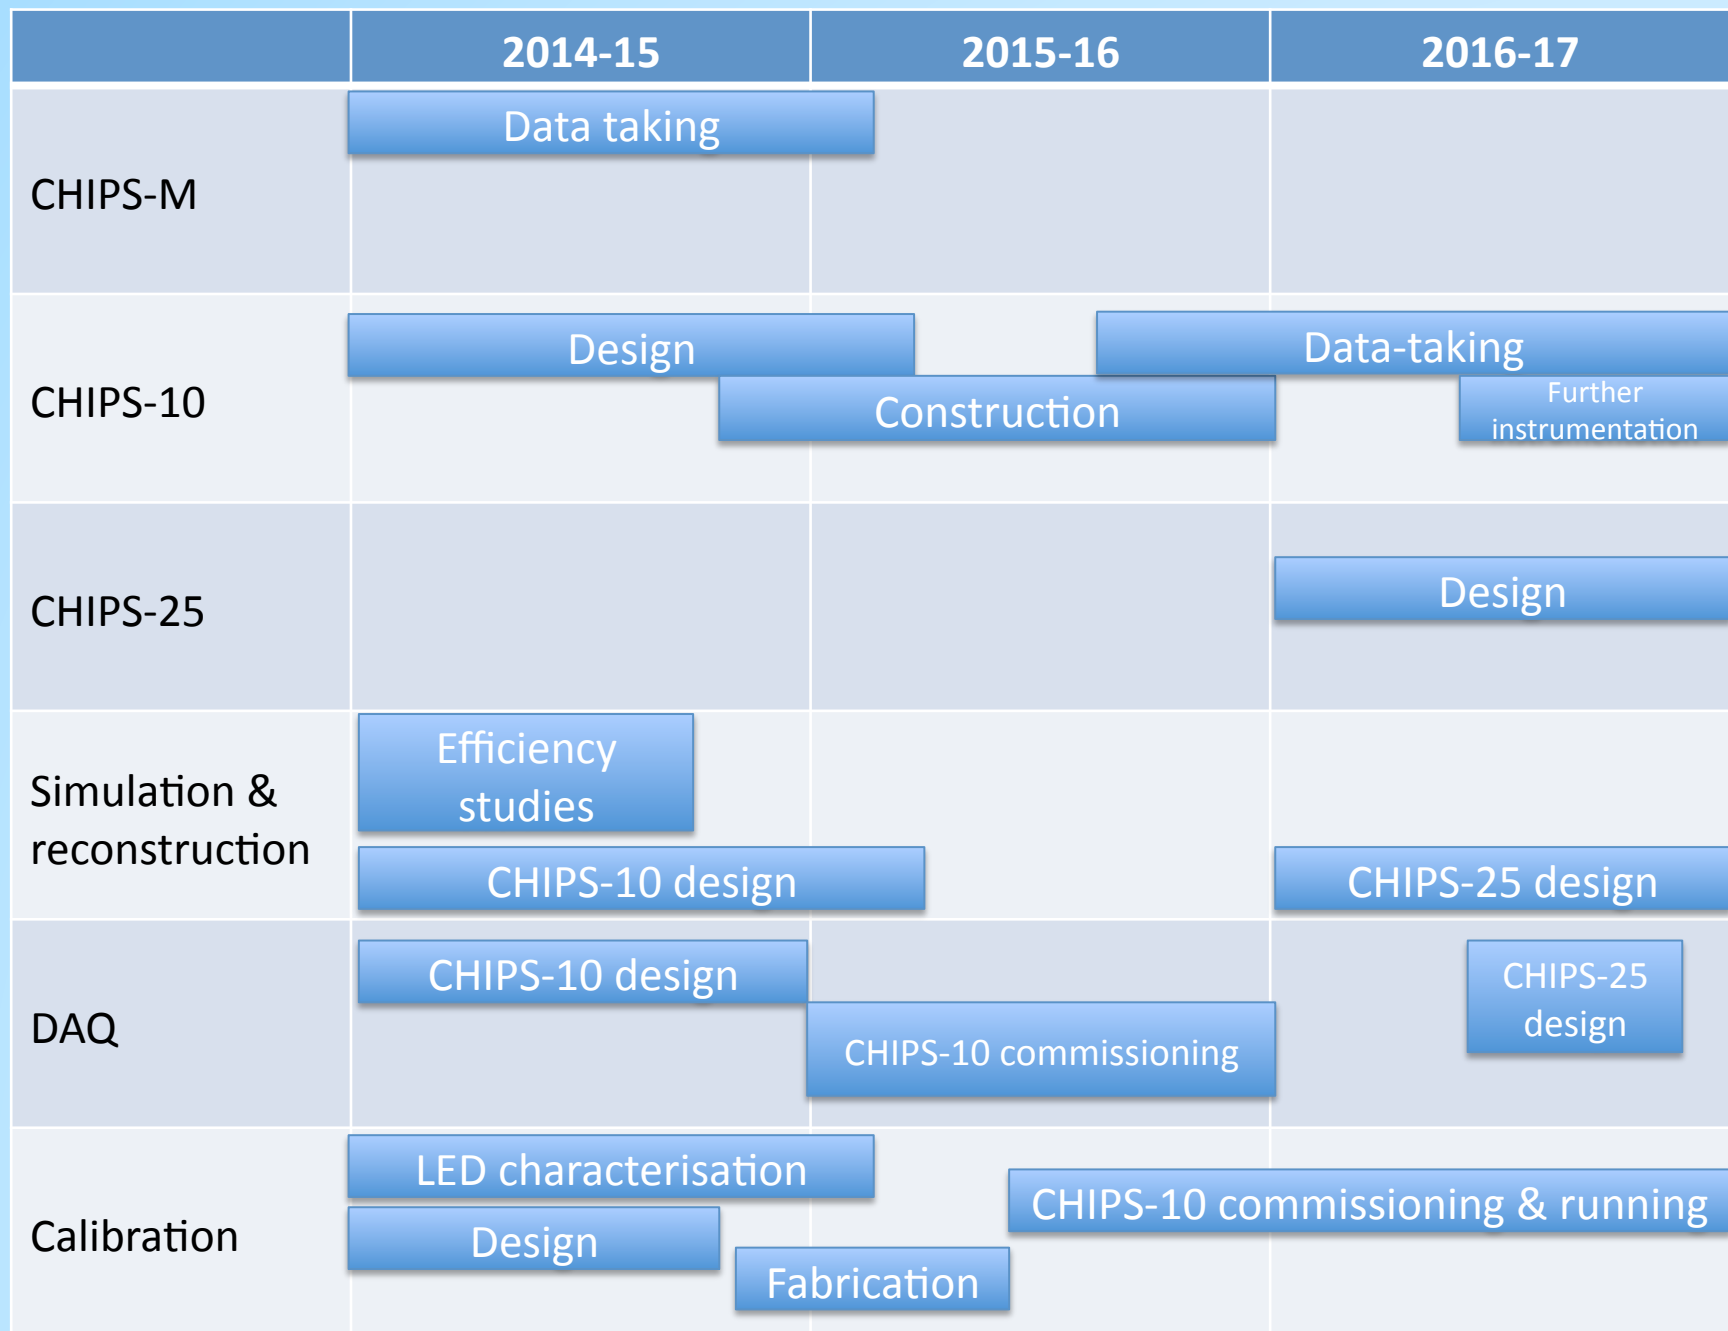 2014-15 2015-16 2016-17
Data taking
CHIPS-M
Design Data-taking
CHIPS-10
Construction
Further
instrumentation
CHIPS-25
Design
Simulation &
reconstruction
Efficiency
studies
CHIPS-10 design CHIPS-25 design
DAQ
CHIPS-10 design
CHIPS-10 commissioning
CHIPS-25
design
Calibration
LED characterisation
Design
Fabrication
CHIPS-10 commissioning & running